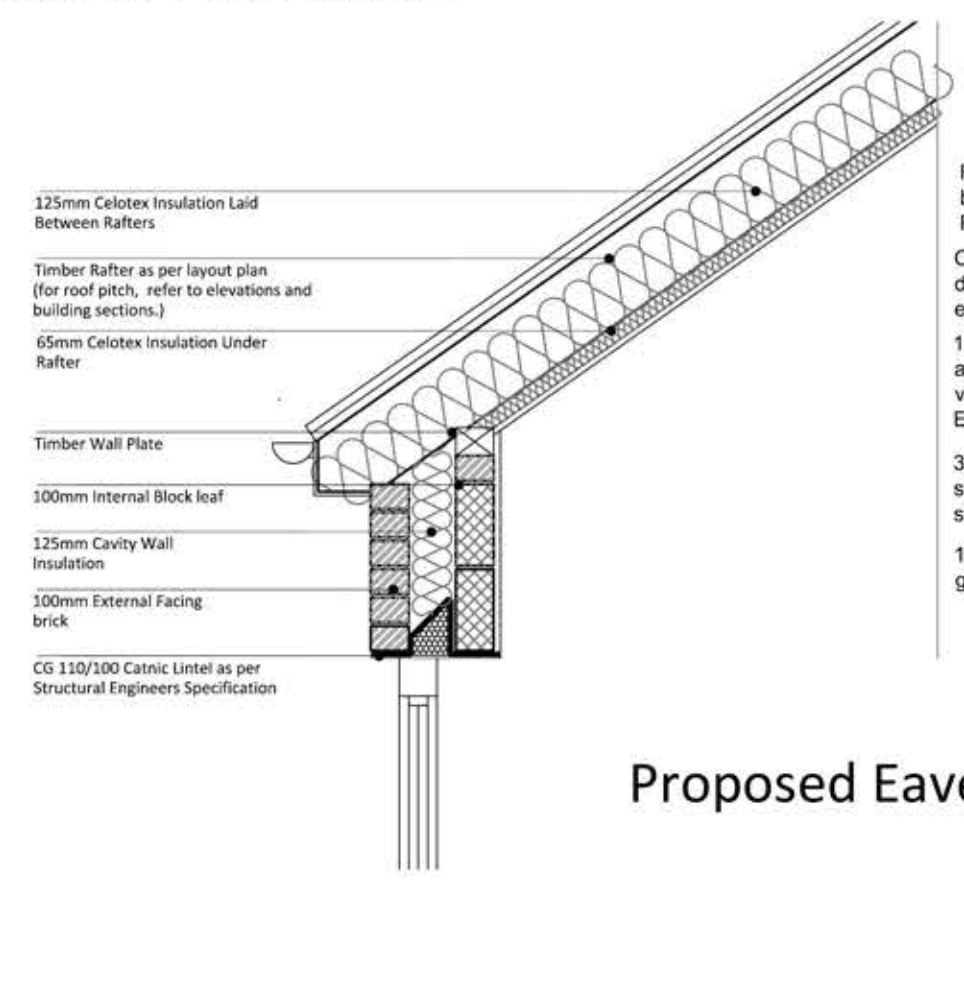 125mm Celotex Insulation Laid
Between Rafters
Timber Rafter as per layout plan
(for roof pitch, refer to elevations and
building sections.)
65mm Celotex Insulation Under
Rafter
Timber Wall Plate
100mm Internal Block leaf
125mm Cavity Wall
Insulation
100mm External Facing
brick
CG 110/100 Catnic Lintel as per
Structural Engineers Specification
Proposed Eave